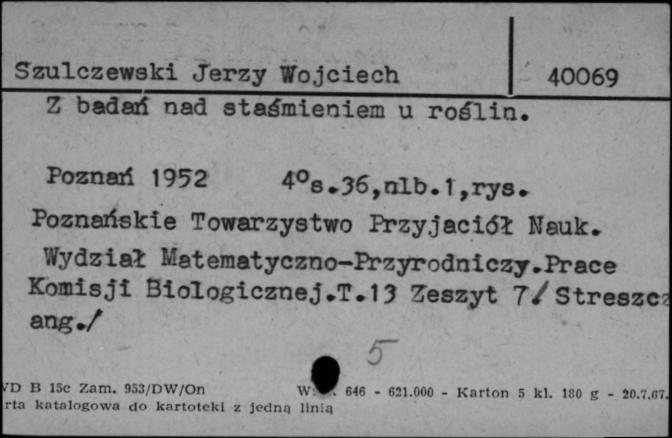 Szulczewski Jerzy Wojciech 40069
Z badań nad staśmieniem u roślin.
Poznań 1952 4°s.36,nlb.1,rys.
Poznańskie Towarzystwo Przyjaciół Nauk.
Wydział Matematyczno-Przyrodniczy.Prace
Komisji Biologicznej.T.13 Zeszyt 7/Streszcz
ang./
5
VD B 15c Zam. 953/DW/On 646 - 621.000 - Karton 5 kl. 180 g - 20.7.67.
rta katalogowa do kartoteki z jedną linią